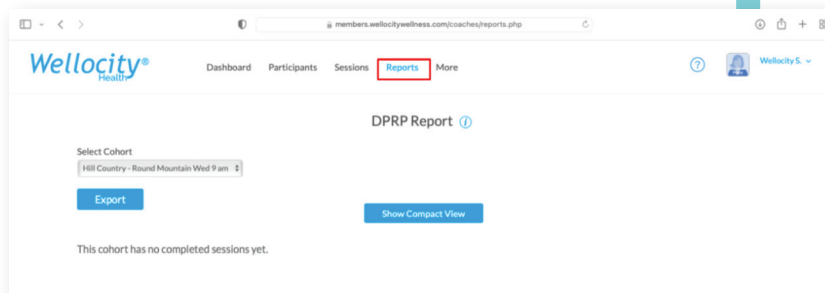 members.wellocitywellness.com/coaches/reports.php
Wellocity®
Health
Dashboard Participants Sessions Reports More
?
Wellocity S.
DPRP Report i
Select Cohort
Hill Country - Round Mountain Wed 9 am
Export
Show Compact View
This cohort has no completed sessions yet.